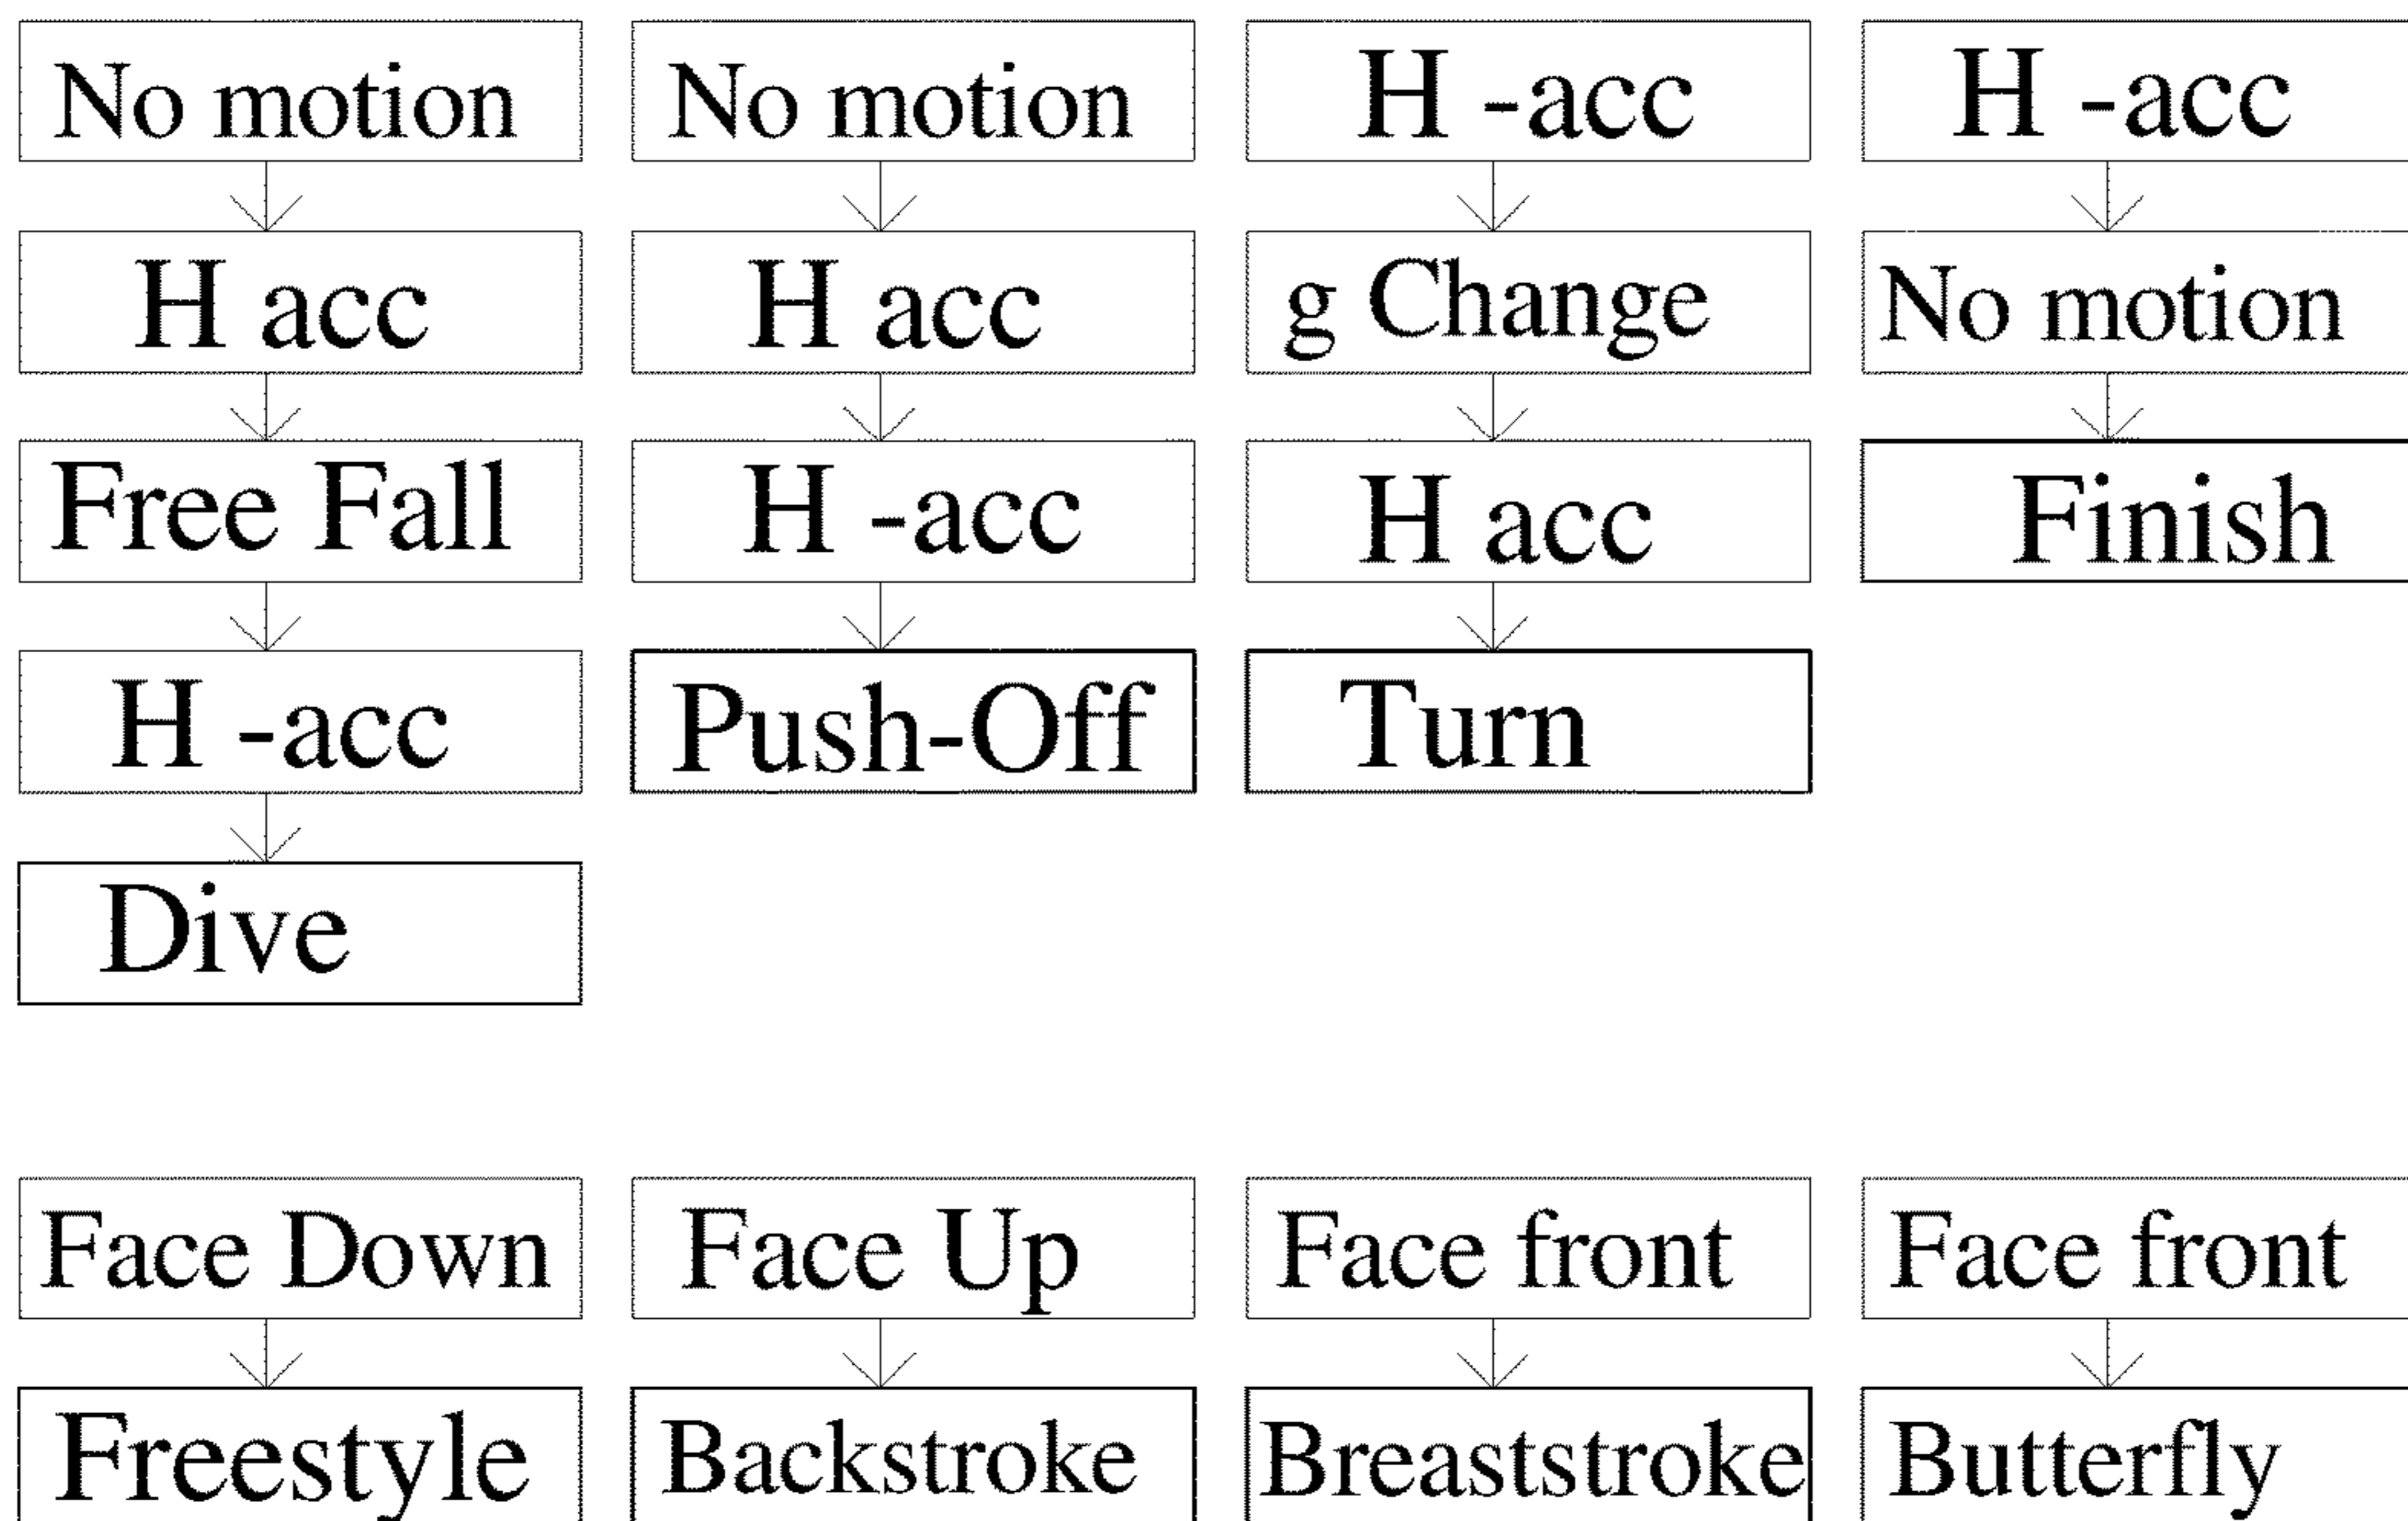 No motion
H acc
Free Fall
H -acc
Dive
No motion
H acc
H -acc
Push-Off
H -acc
g Change
H acc
Turn
H -acc
No motion
Finish
Face Down
Freestyle
Face Up
Backstroke
Face front
Breaststroke
Face front
Butterfly